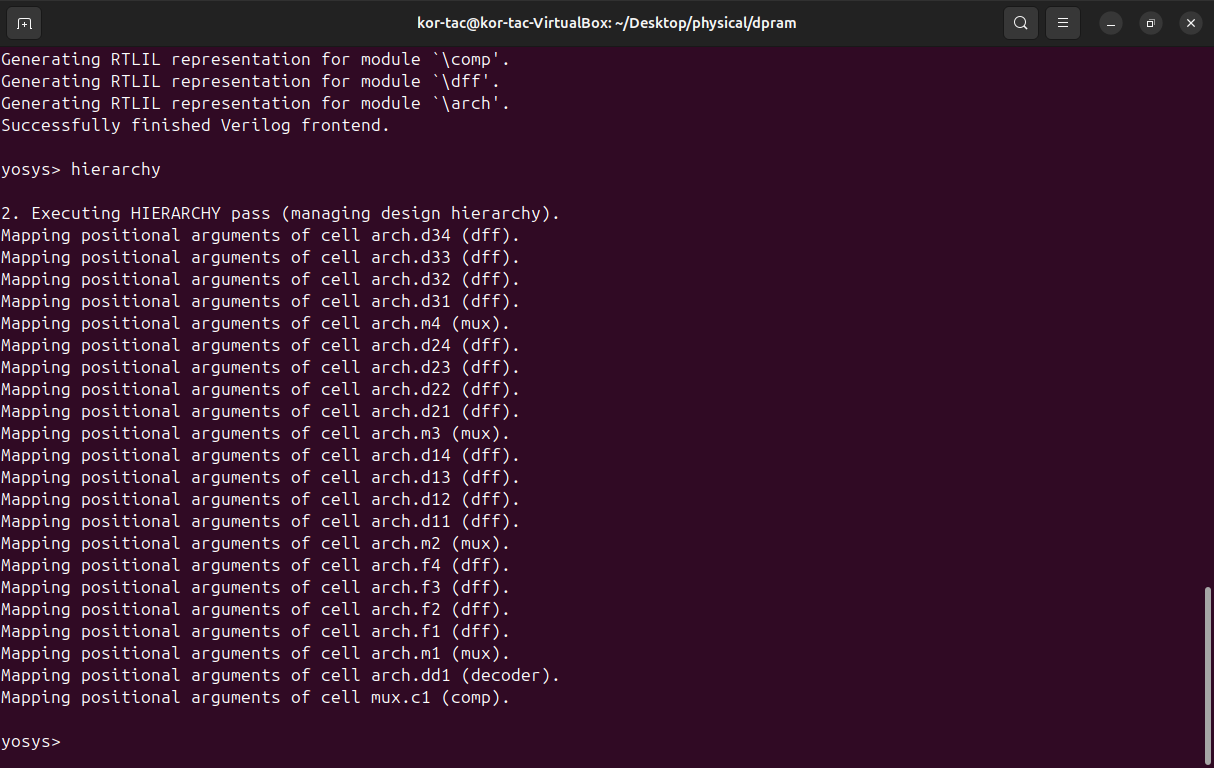 kor-tac@kor-tac-VirtualBox: ~/Desktop/physical/dpram
Generating RTLIL representation for module `\comp'.
Generating RTLIL representation for module `\dff'.
Generating RTLIL representation for module `\arch'.
Successfully finished Verilog frontend.
yosys> hierarchy
2. Executing HIERARCHY pass (managing design hierarchy).
Mapping positional arguments of cell arch.d34 (dff).
Mapping positional arguments of cell arch.d33 (dff).
Mapping positional arguments of cell arch.d32 (dff).
Mapping positional arguments of cell arch.d31 (dff).
Mapping positional arguments of cell arch.m4 (mux).
Mapping positional arguments of cell arch.d24 (dff).
Mapping positional arguments of cell arch.d23 (dff).
Mapping positional arguments of cell arch.d22 (dff).
Mapping positional arguments of cell arch.d21 (dff).
Mapping positional arguments of cell arch.m3 (mux).
Mapping positional arguments of cell arch.d14 (dff).
Mapping positional arguments of cell arch.d13 (dff).
Mapping positional arguments of cell arch.d12 (dff).
Mapping positional arguments of cell arch.d11 (dff).
Mapping positional arguments of cell arch.m2 (mux).
Mapping positional arguments of cell arch.f4 (dff).
Mapping positional arguments of cell arch.f3 (dff).
Mapping positional arguments of cell arch.f2 (dff).
Mapping positional arguments of cell arch.f1 (dff).
Mapping positional arguments of cell arch.m1 (mux).
Mapping positional arguments of cell arch.dd1 (decoder).
Mapping positional arguments of cell mux.c1 (comp).
yosys>